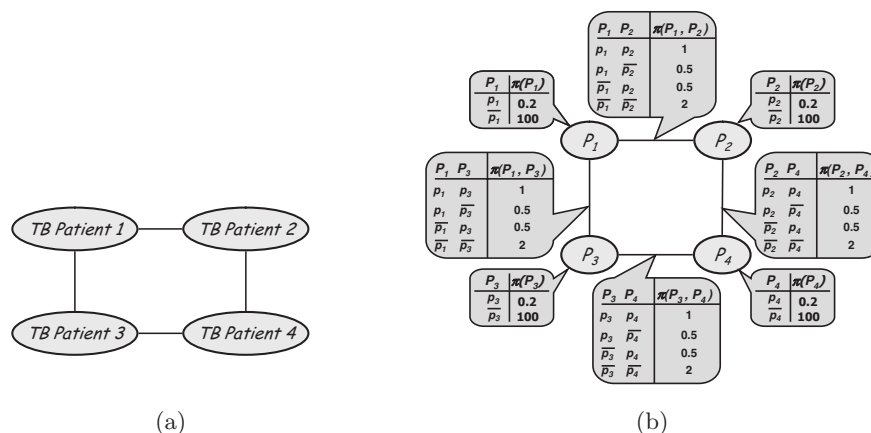 TB Patient 1
TB Patient 2
TB Patient 3
TB Patient 4
(a)
P₁ P₂ π(P₁, P₂)
p₁ p₂ 1
p₁ p̅₂ 0.5
p̅₁ p₂ 0.5
p̅₁ p̅₂ 2
P₁ π(P₁)
p₁ 0.2
p̅₁ 100
P₂ π(P₂)
p₂ 0.2
p̅₂ 100
P₁
P₂
P₁ P₃ π(P₁, P₃)
p₁ p₃ 1
p₁ p̅₃ 0.5
p̅₁ p₃ 0.5
p̅₁ p̅₃ 2
P₂ P₄ π(P₂, P₄)
p₂ p₄ 1
p₂ p̅₄ 0.5
p̅₂ p₄ 0.5
p̅₂ p̅₄ 2
P₃
P₄
P₃ π(P₃)
p₃ 0.2
p̅₃ 100
P₃ P₄ π(P₃, P₄)
p₃ p₄ 1
p₃ p̅₄ 0.5
p̅₃ p₄ 0.5
p̅₃ p̅₄ 2
P₄ π(P₄)
p₄ 0.2
p̅₄ 100
(b)